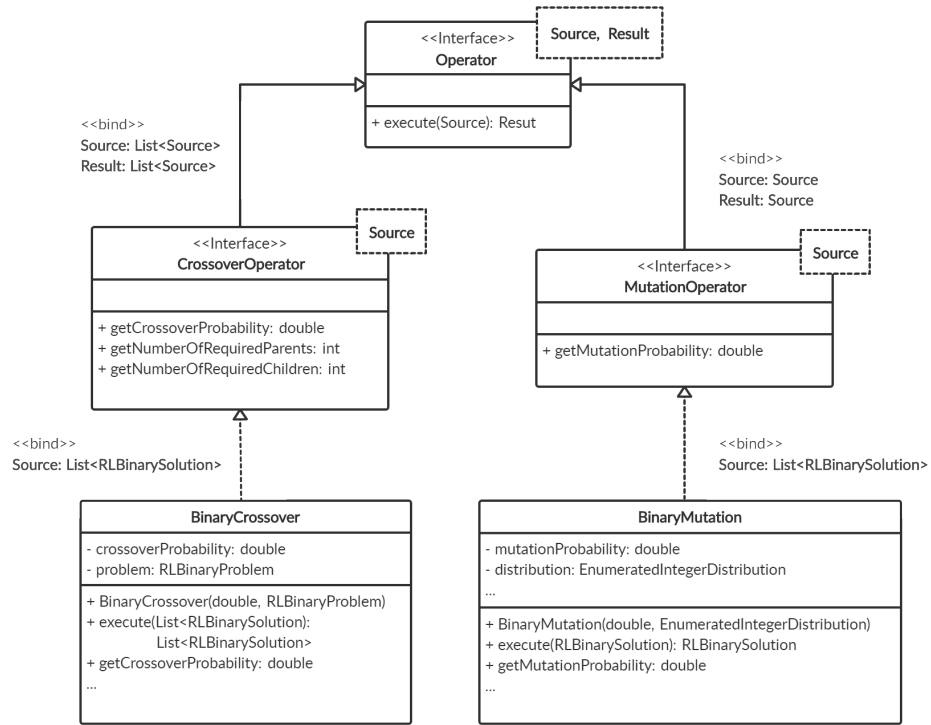 <<Interface>>
Operator
Source, Result
+ execute(Source): Resut
<<bind>>
Source: List<Source>
Result: List<Source>
<<bind>>
Source: Source
Result: Source
<<Interface>>
CrossoverOperator
Source
+ getCrossoverProbability: double
+ getNumberOfRequiredParents: int
+ getNumberOfRequiredChildren: int
<<Interface>>
MutationOperator
Source
+ getMutationProbability: double
<<bind>>
Source: List<RLBinarySolution>
<<bind>>
Source: List<RLBinarySolution>
BinaryCrossover
- crossoverProbability: double
- problem: RLBinaryProblem
+ BinaryCrossover(double, RLBinaryProblem)
+ execute(List<RLBinarySolution):
List<RLBinarySolution>
+ getCrossoverProbability: double
...
BinaryMutation
- mutationProbability: double
- distribution: EnumeratedIntegerDistribution
...
+ BinaryMutation(double, EnumeratedIntegerDistribution)
+ execute(RLBinarySolution): RLBinarySolution
+ getMutationProbability: double
...